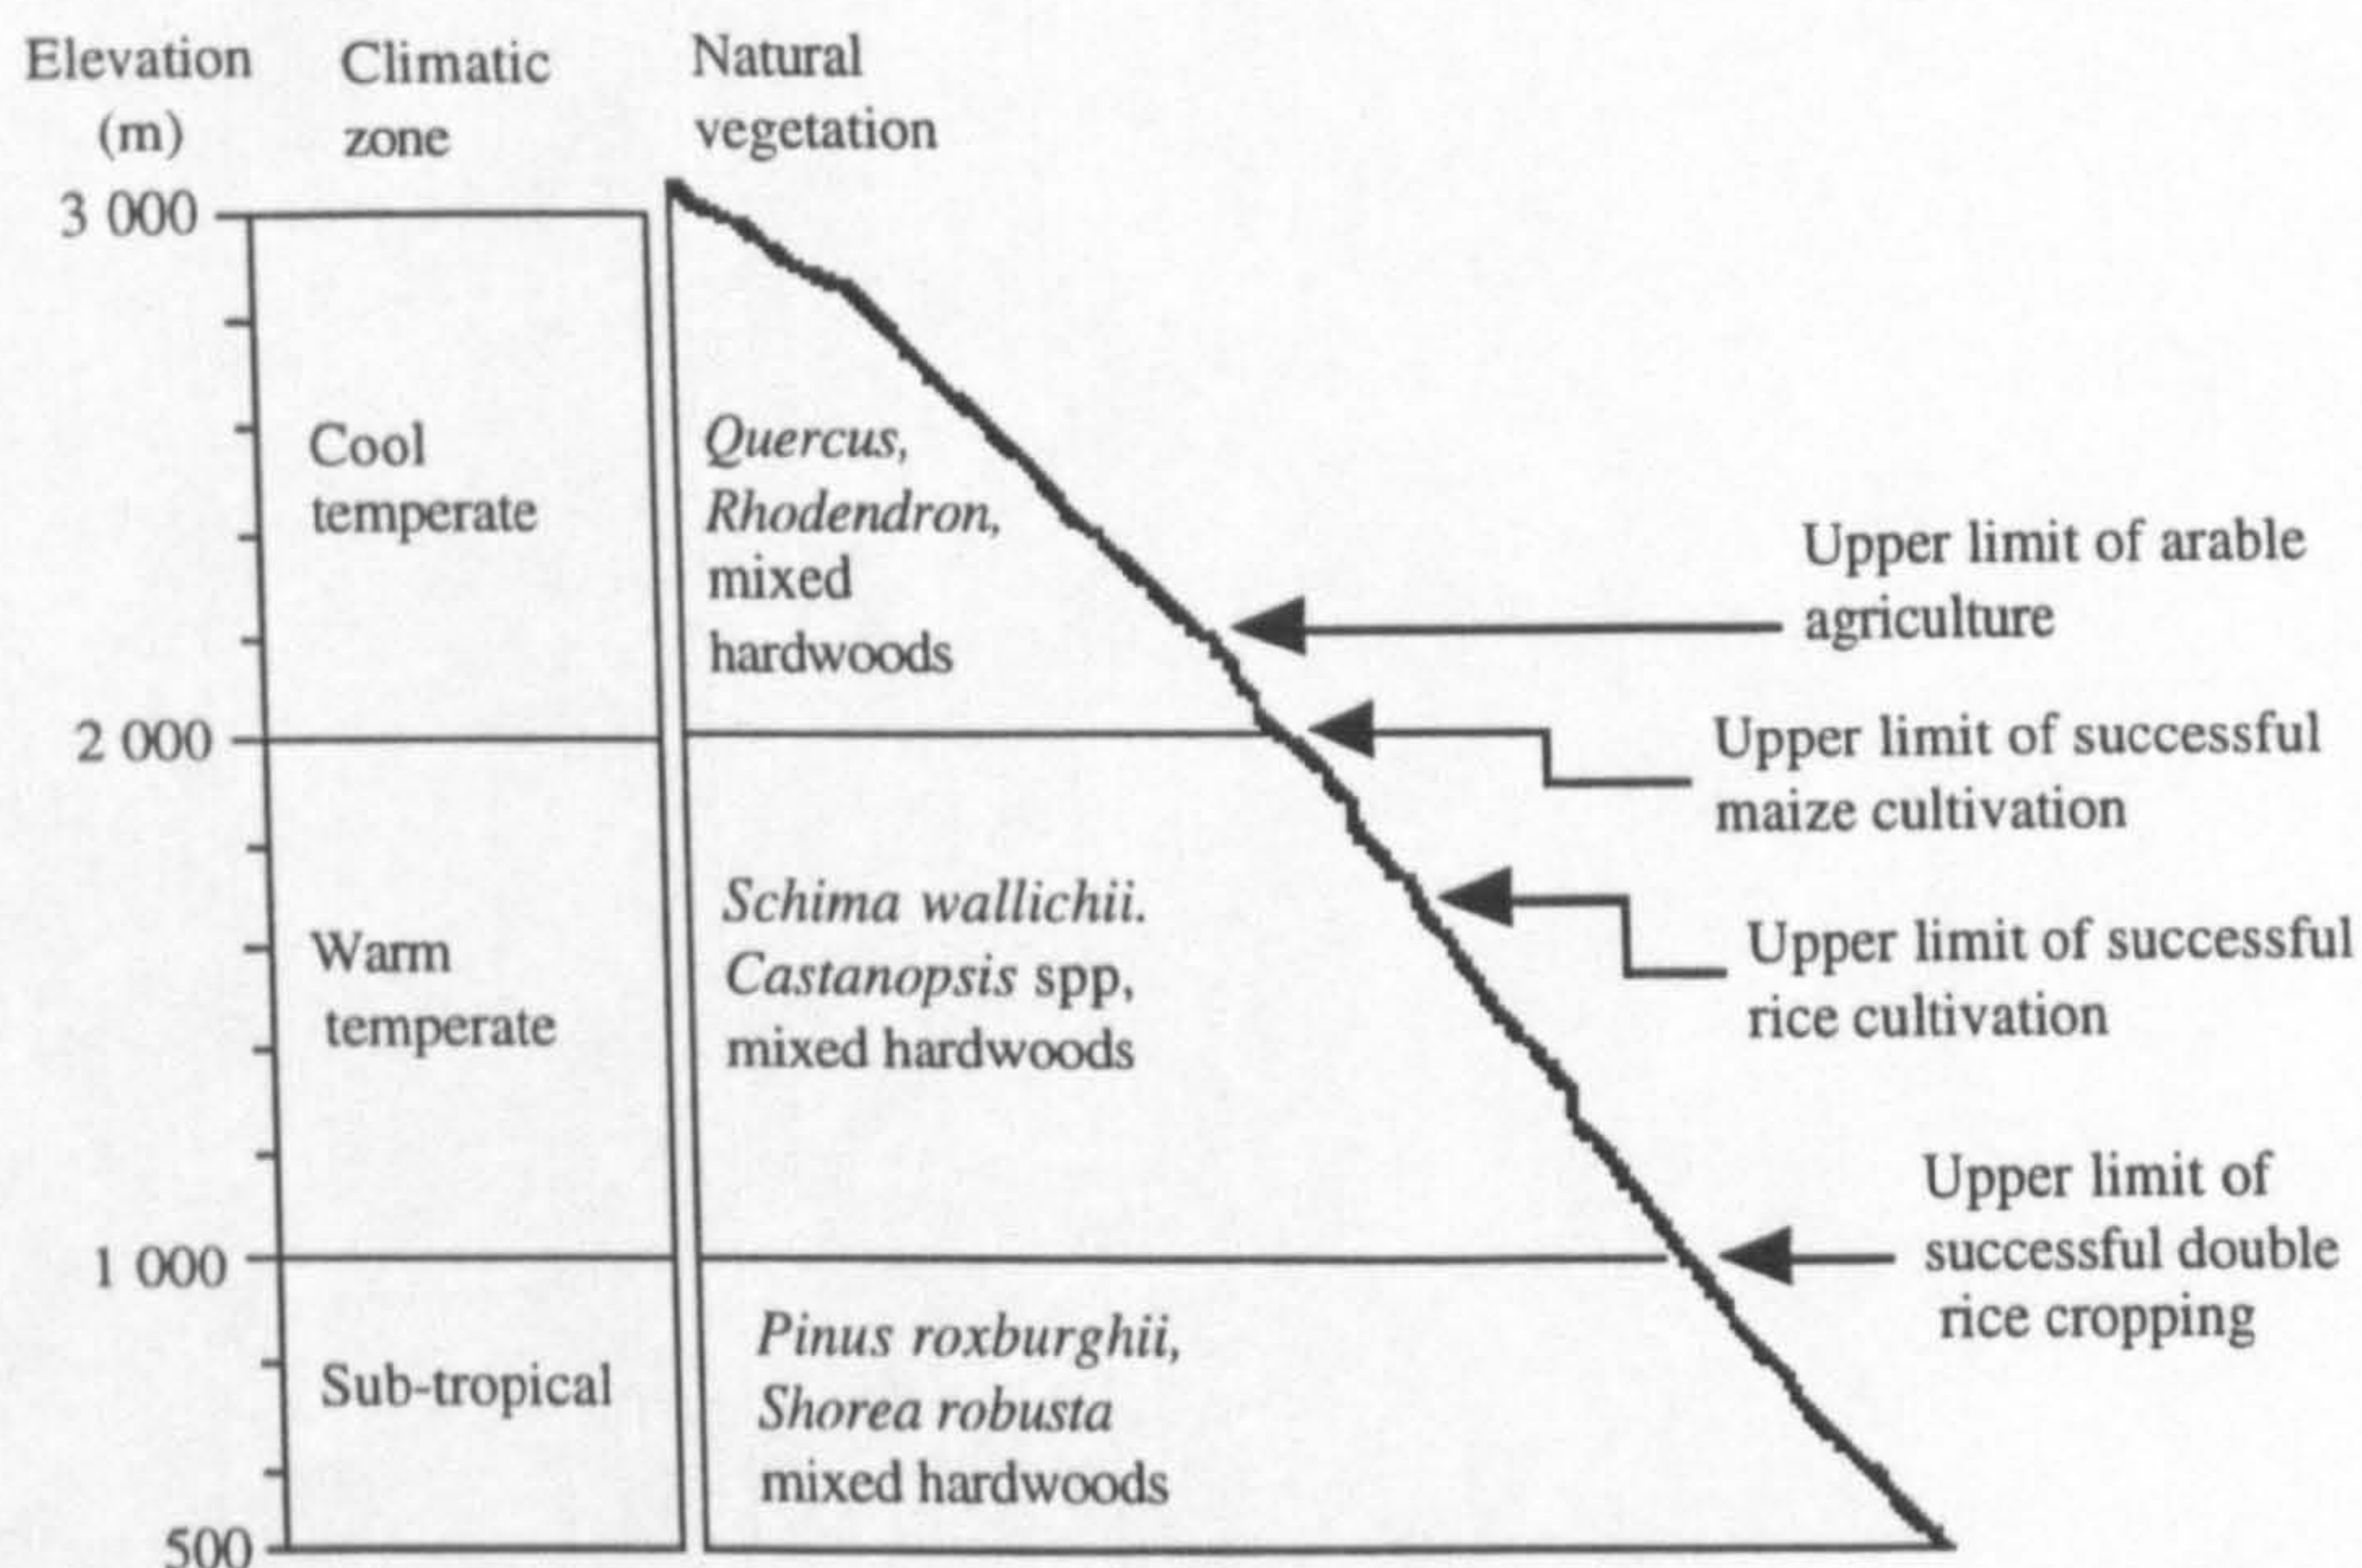 Elevation
(m)
Climatic
zone
Natural
vegetation
3 000
Cool
temperate
Quercus,
Rhodendron,
mixed
hardwoods
Upper limit of arable
agriculture
2 000
Upper limit of successful
maize cultivation
Warm
temperate
Schima wallichii.
Castanopsis spp,
mixed hardwoods
Upper limit of successful
rice cultivation
1 000
Upper limit of
successful double
rice cropping
Sub-tropical
Pinus roxburghii,
Shorea robusta
mixed hardwoods
500